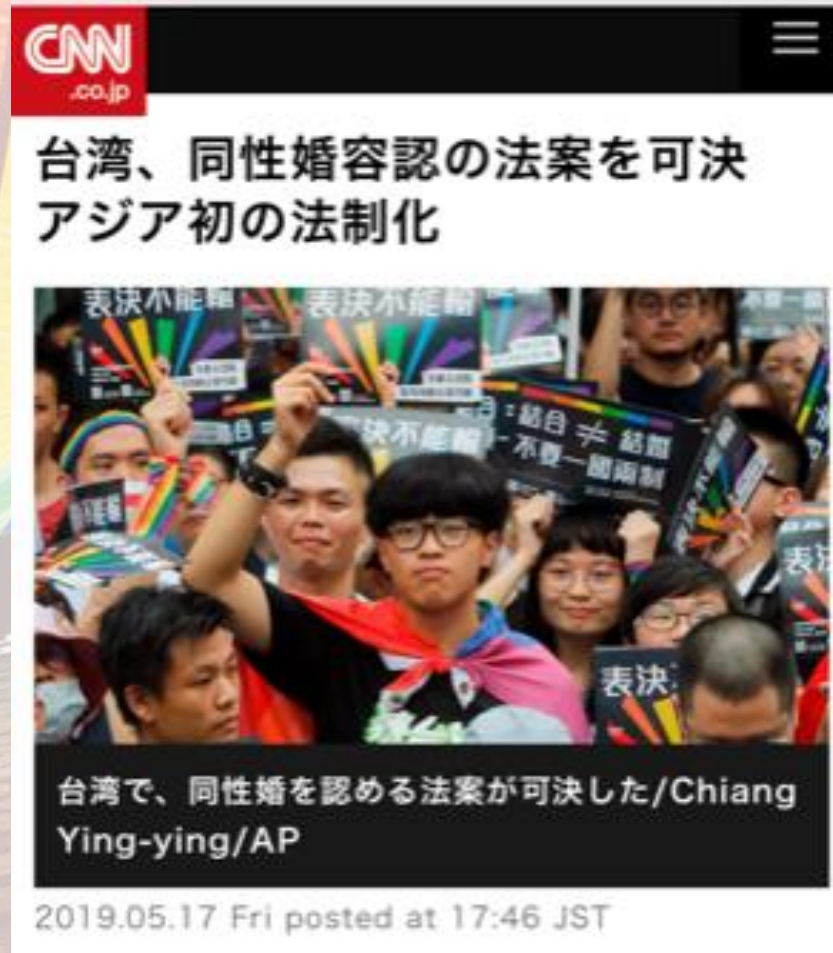 CNN
.co.jp
台湾、同性婚容認の法案を可決
アジア初の法制化
表決不能輸
表決不能輸
結合 ≠ 結婚
不要一國兩制
表決
台湾で、同性婚を認める法案が可決した/Chiang
Ying-ying/AP
2019.05.17 Fri posted at 17:46 JST